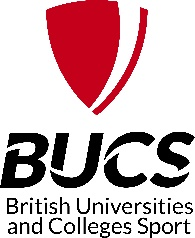 BUCS
British Universities
and Colleges Sport